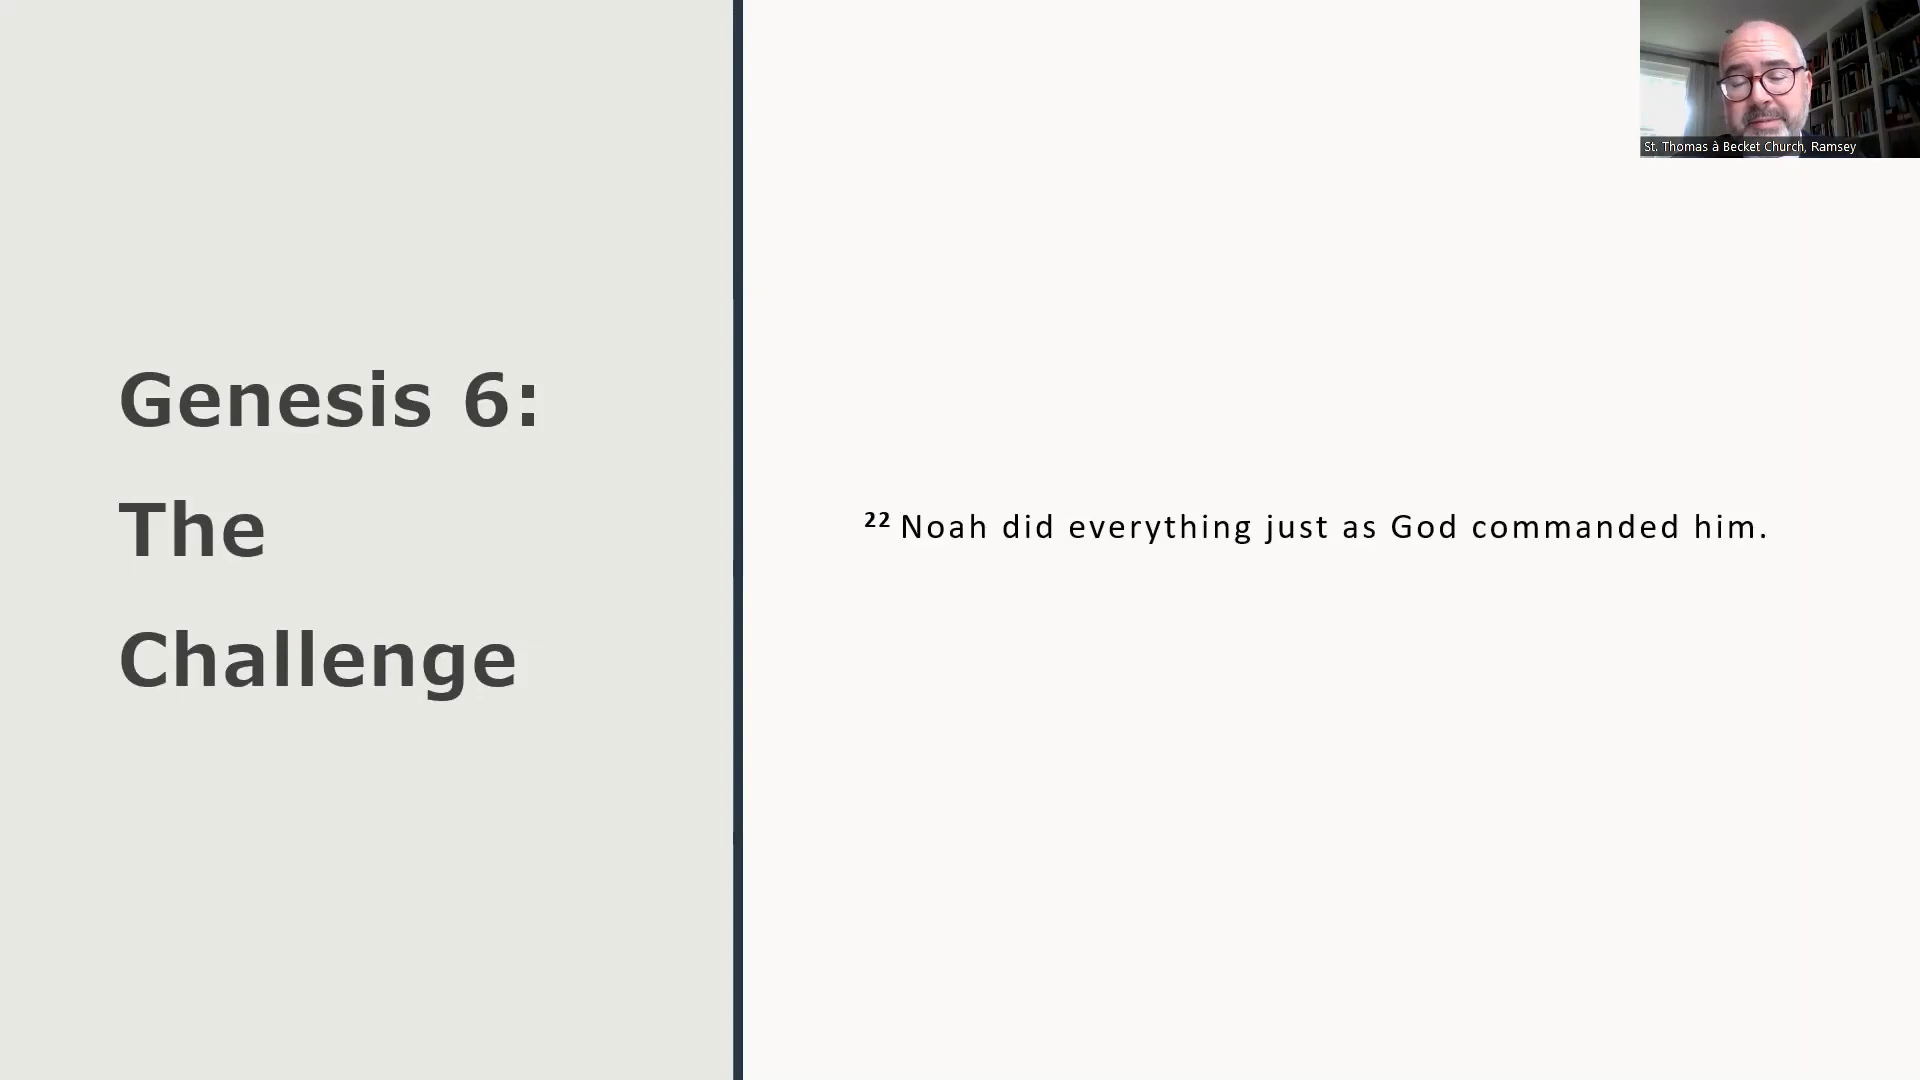 Genesis 6:
The
Challenge
22 Noah did everything just as God commanded him.
St. Thomas à Becket Church, Ramsey